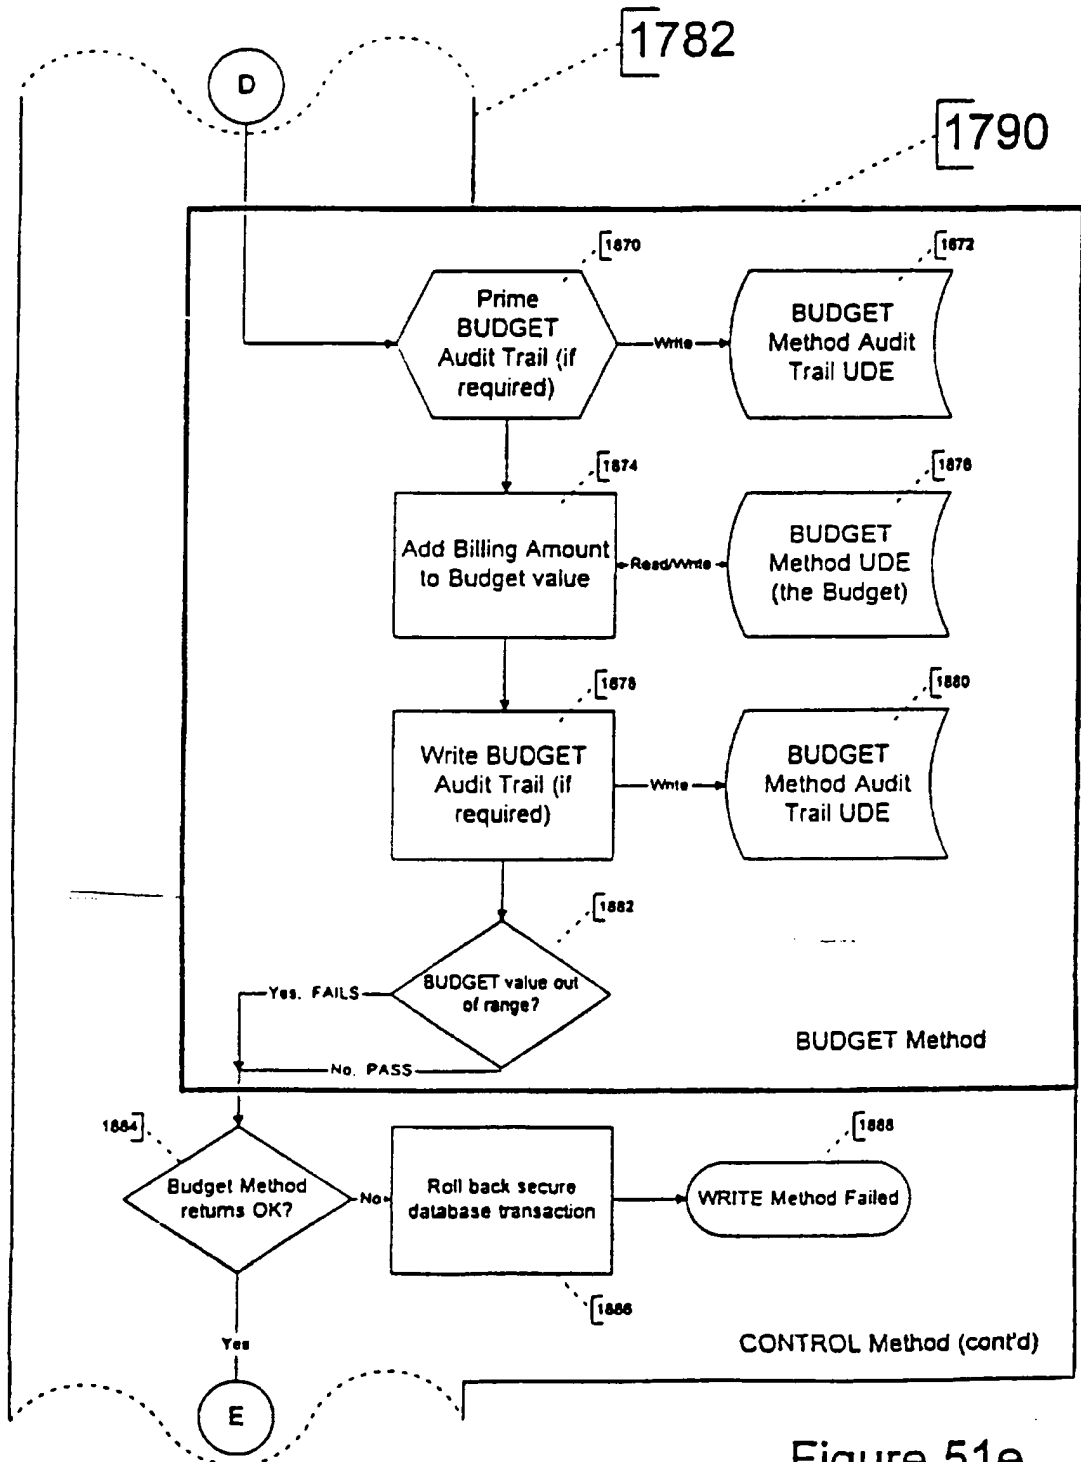 1782
D
1790
1870
1672
Prime
BUDGET
Audit Trail (if
required)
Write
BUDGET
Method Audit
Trail UDE
1874
1876
Add Billing Amount
to Budget value
Read/Write
BUDGET
Method UDE
(the Budget)
1878
1880
Write BUDGET
Audit Trail (if
required)
Write
BUDGET
Method Audit
Trail UDE
1882
BUDGET value out
of range?
Yes, FAILS
No, PASS
BUDGET Method
1884
Budget Method
returns OK?
No
Roll back secure
database transaction
1888
WRITE Method Failed
1886
Yes
CONTROL Method (cont'd)
E
Figure 51e